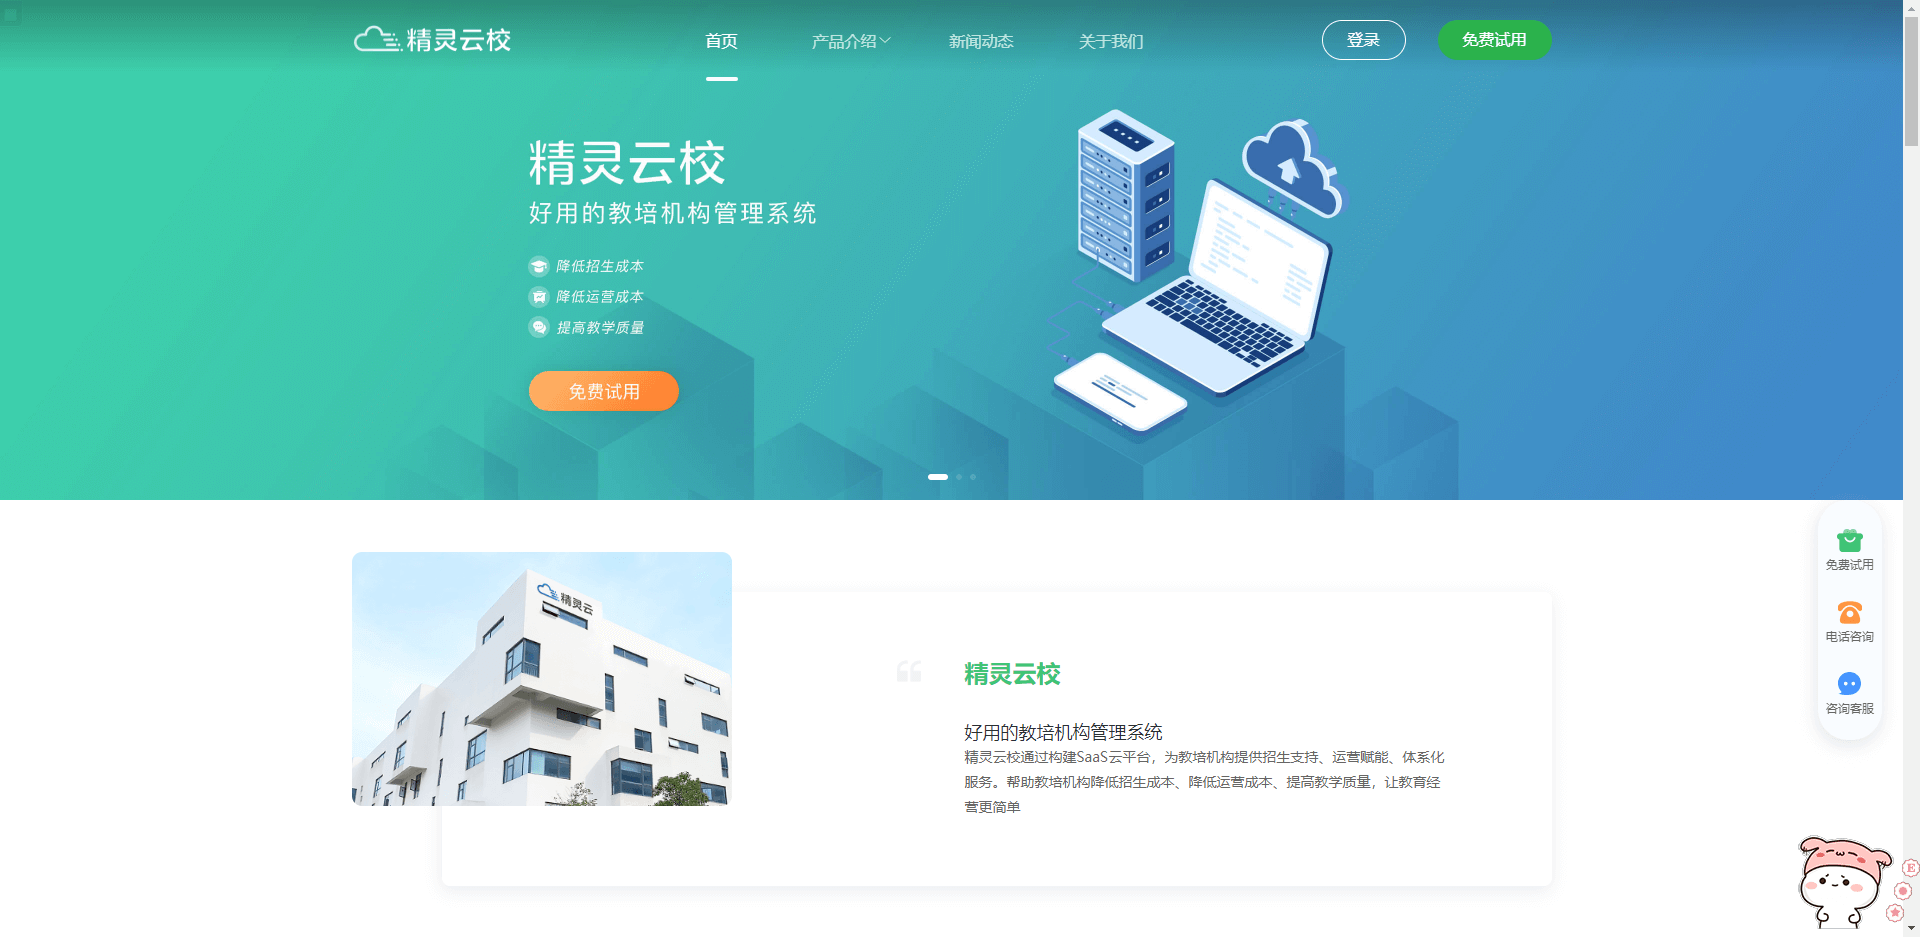 精灵云校
首页
产品介绍
新闻动态
关于我们
登录
免费试用
精灵云校
好用的教培机构管理系统
降低招生成本
降低运营成本
提高教学质量
免费试用
精灵云
精灵云校
好用的教培机构管理系统
精灵云校通过构建SaaS云平台，为教培机构提供招生支持、运营赋能、体系化
服务。帮助教培机构降低招生成本、降低运营成本、提高教学质量，让教育经
营更简单
免费试用
电话咨询
咨询客服
E